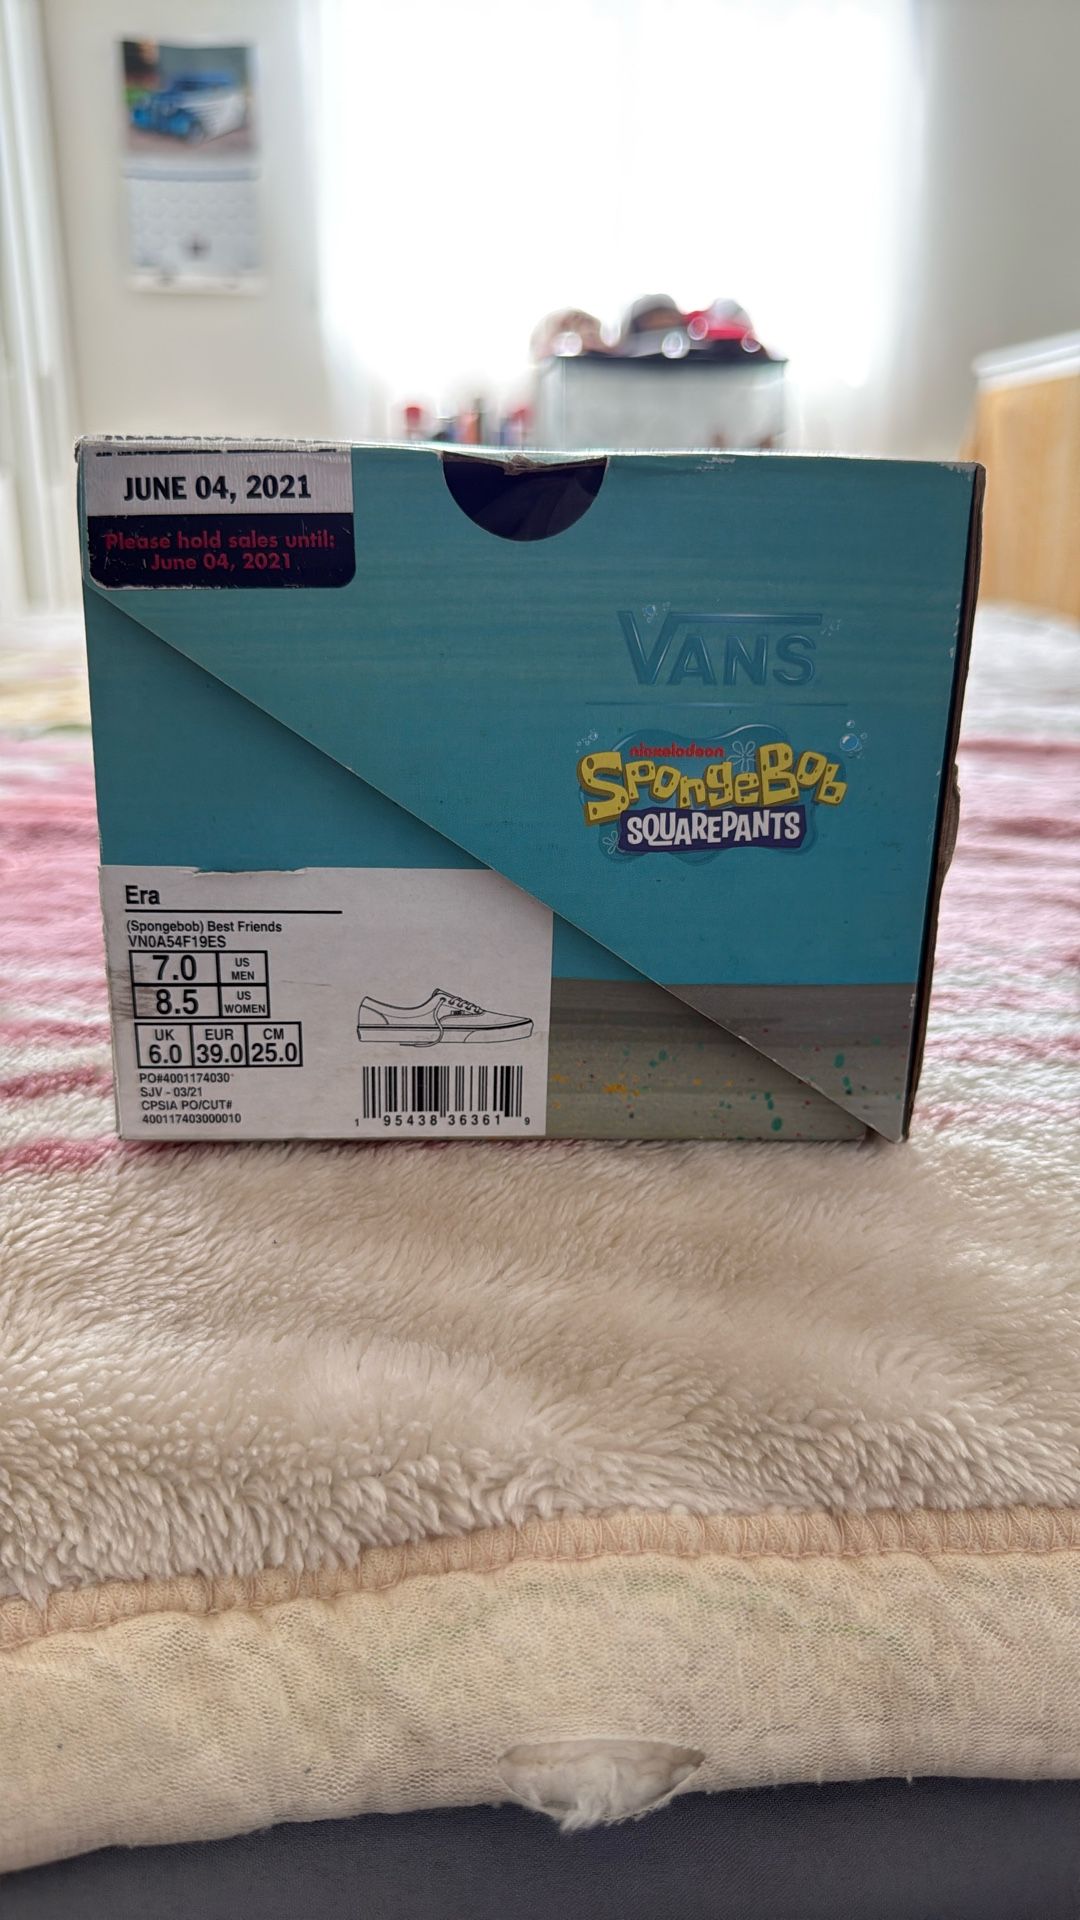 JUNE 04, 2021
Please hold sales until:
June 04, 2021
VANS
nickelodeon
SPongeBoB
SQUAREPANTS
Era
(Spongebob) Best Friends
VN0A54F19ES
7.0 US MEN
8.5 US WOMEN
UK EUR CM
6.0 39.0 25.0
PO#4001174030
SJV - 03/21
CPSIA PO/CUT#
400117403000010
1 95438 36361 9